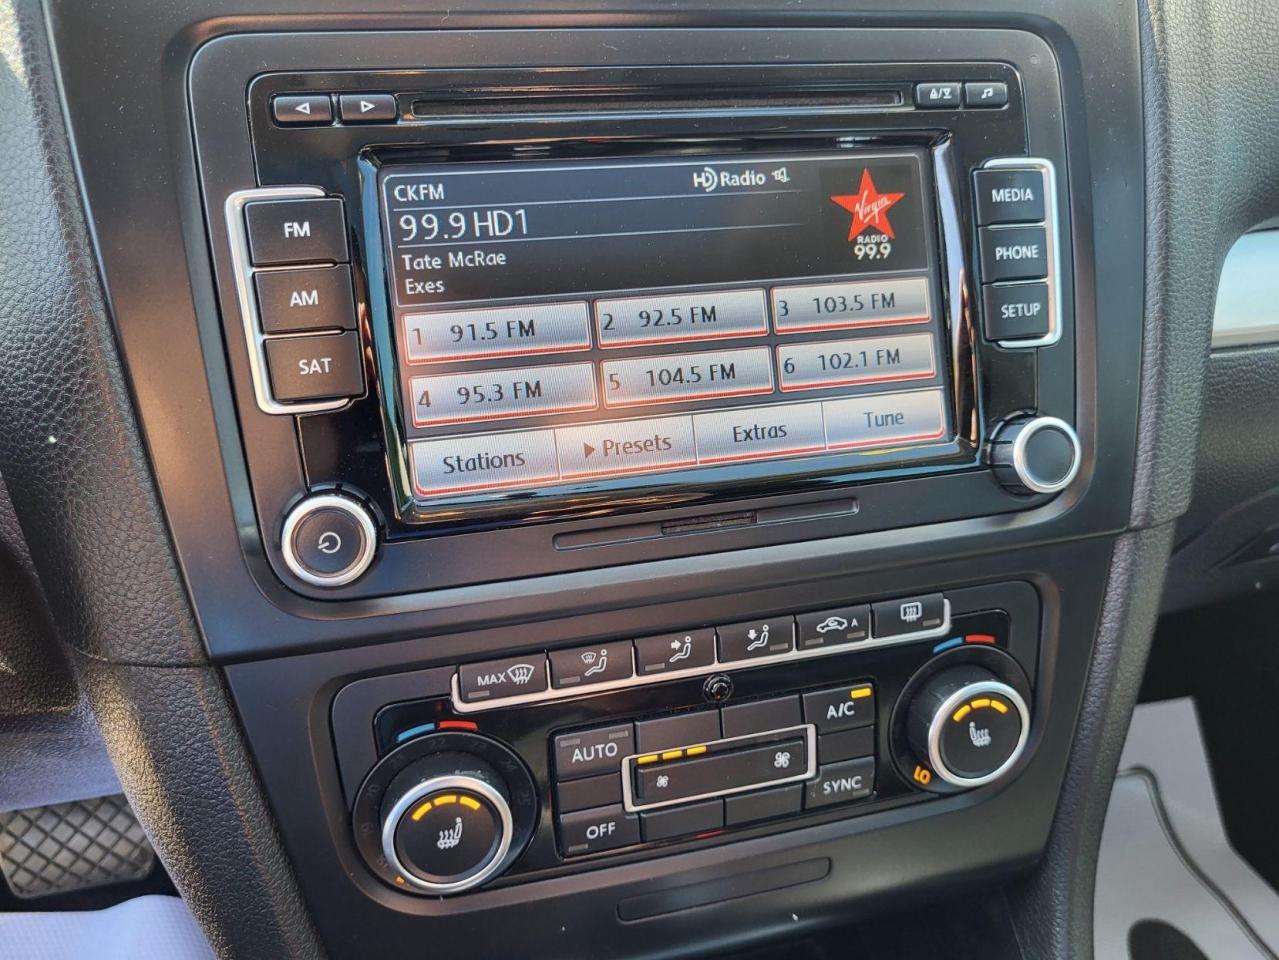 FM
AM
SAT
CKFM
HD Radio
99.9 HD1
Tate McRae
Exes
Virgin
RADIO
99.9
1 91.5 FM
2 92.5 FM
3 103.5 FM
4 95.3 FM
5 104.5 FM
6 102.1 FM
Stations
Presets
Extras
Tune
MEDIA
PHONE
SETUP
MAX
A
AUTO
A/C
OFF
SYNC
LO